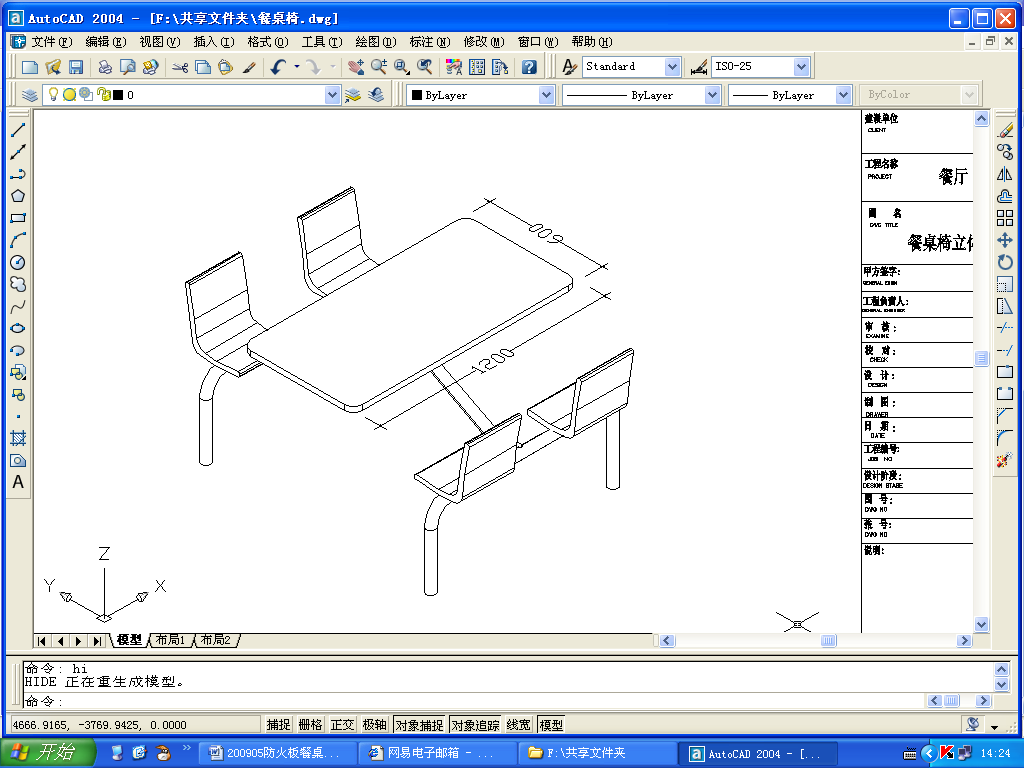 AutoCAD 2004 - [F:\共享文件夹\餐桌椅.dwg]
文件(F) 编辑(E) 视图(V) 插入(I) 格式(O) 工具(T) 绘图(D) 标注(N) 修改(M) 窗口(W) 帮助(H)
Standard ISO-25
0 ByLayer ByLayer ByLayer ByColor
建设单位
CLIENT
工程名称
PROJECT
餐厅
图 名
DWG TITLE
餐桌椅立体
甲方签字:
工程负责人:
审 核:
EXAMINE
校 对:
CHECK
设 计:
DESIGN
制 图:
DRAWER
日 期:
DATE
工程编号:
JOB NO
设计阶段:
DESIGN STAGE
图 号:
DWG NO
DWG NO
说明:
600
1200
Z
Y X
A
模型 布局1 布局2
命令: hi
HIDE 正在重生成模型。
命令:
4666.9165, -3769.9425, 0.0000 捕捉 栅格 正交 极轴 对象捕捉 对象追踪 线宽 模型
开始 200905防火板餐桌... 网易电子邮箱 - ... F:\共享文件夹 AutoCAD 2004 - [... 14:24